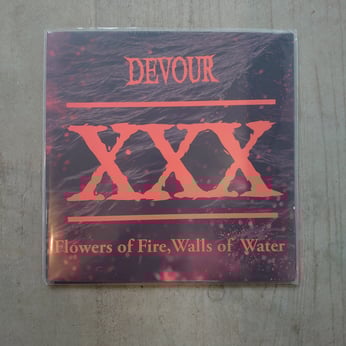 DEVOUR
XXX
Flowers of Fire, Walls of Water